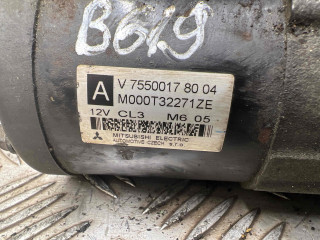 B619
A
V 7550017 80 04
M000T32271ZE
12V CL3 M6 05
MITSUBISHI ELECTRIC
AUTOMOTIVE CZECH S.r.o.